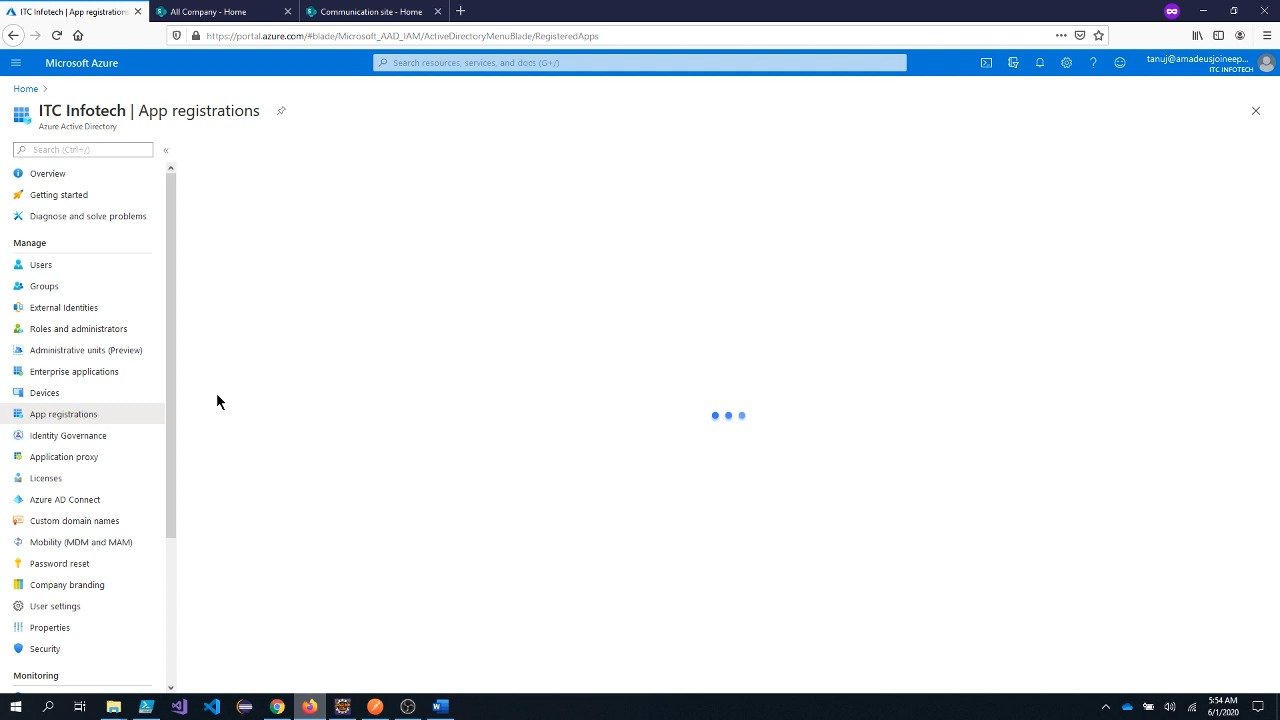 ITC Infotech | App registrations
All Company - Home
Communication site - Home
https://portal.azure.com/#blade/Microsoft_AAD_IAM/ActiveDirectoryMenuBlade/RegisteredApps
Microsoft Azure
Search resources, services, and docs (G+/)
tanuj@amadeusjoineep...
ITC INFOTECH
Home
ITC Infotech | App registrations
Azure Active Directory
Search (Ctrl+/)
Overview
Getting started
Diagnose and solve problems
Manage
Users
Groups
External Identities
Roles and administrators
Administrative units (Preview)
Enterprise applications
Devices
App registrations
Identity Governance
Application proxy
Licenses
Azure AD Connect
Custom domain names
Mobility (MDM and MAM)
Password reset
Company branding
User settings
Properties
Security
Monitoring
5:54 AM
6/1/2020